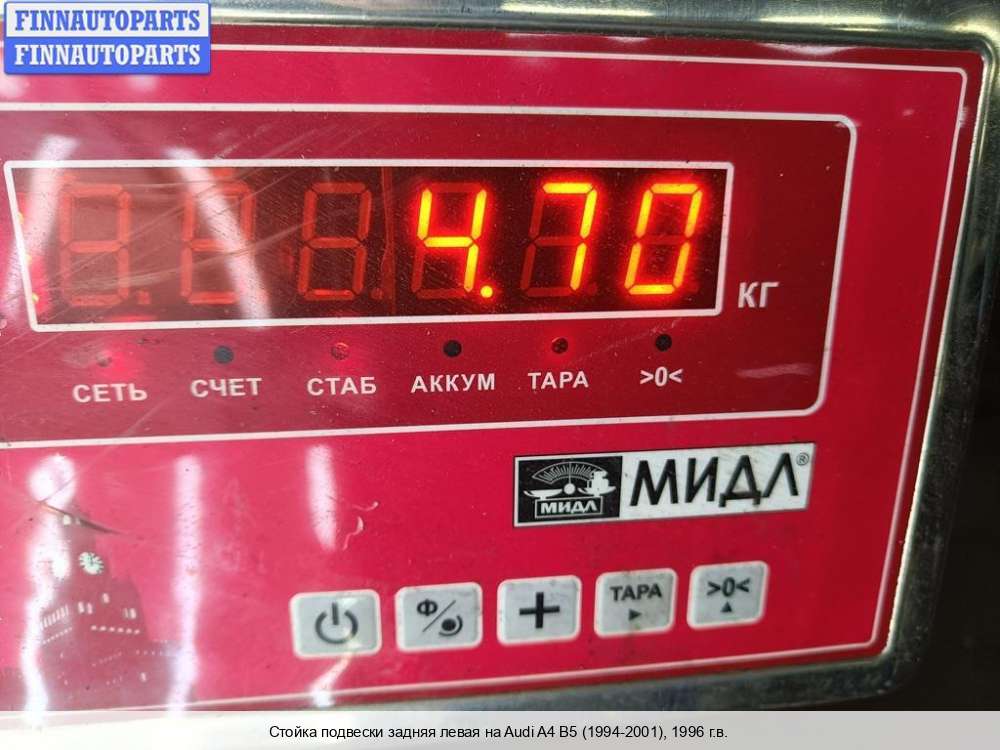 FINNAUTOPARTS
FINNAUTOPARTS
4.70
КГ
СЕТЬ СЧЕТ СТАБ АККУМ ТАРА >0<
МИДЛ МИДЛ®
Ф/ + ТАРА >0<
Стойка подвески задняя левая на Audi A4 B5 (1994-2001), 1996 г.в.